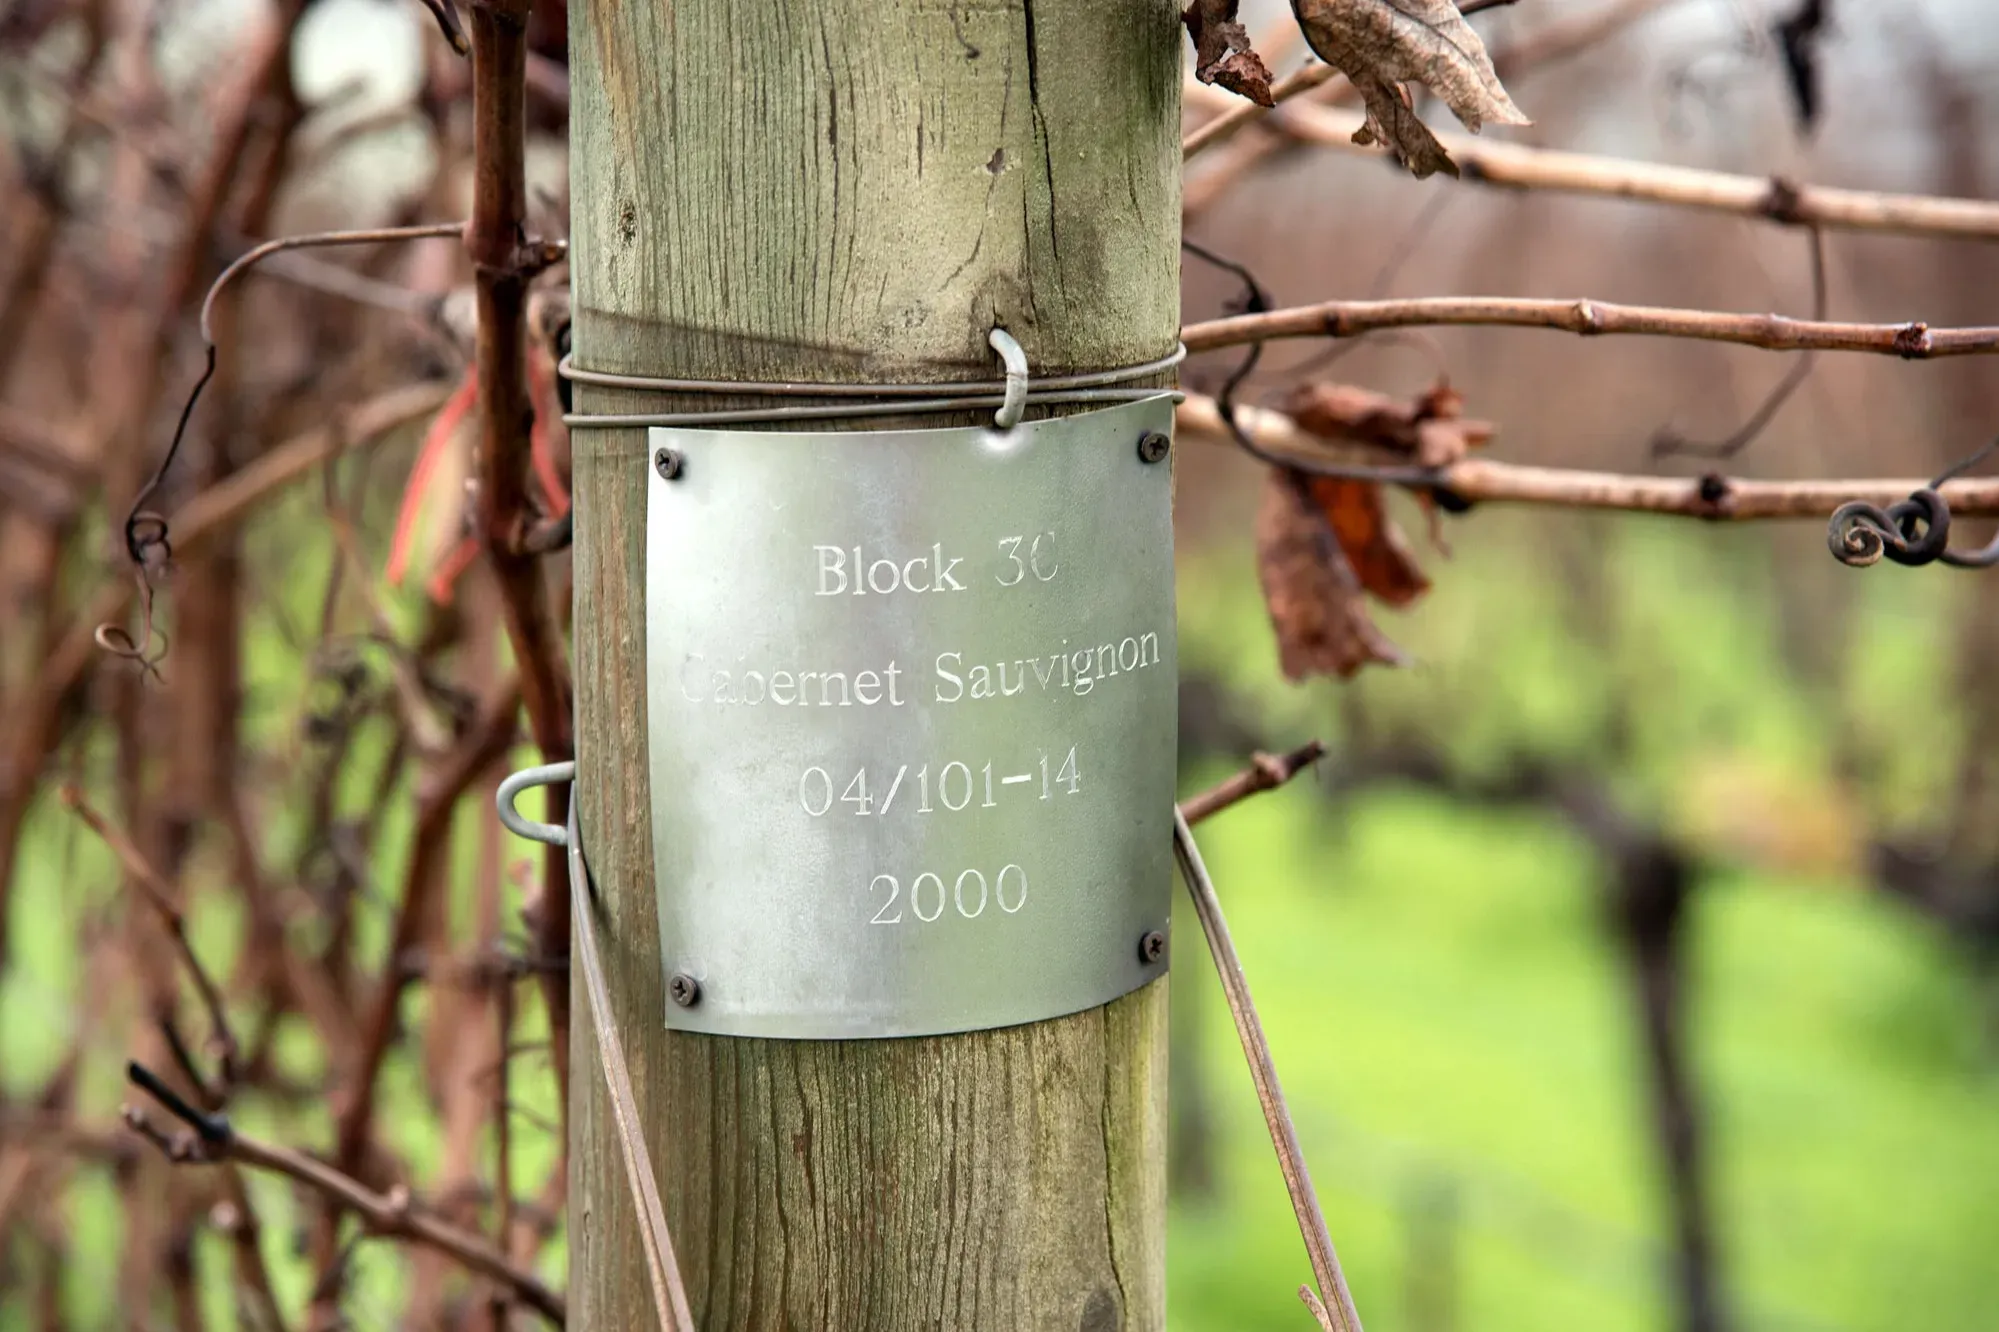 Block 3C
Cabernet Sauvignon
04/101-14
2000